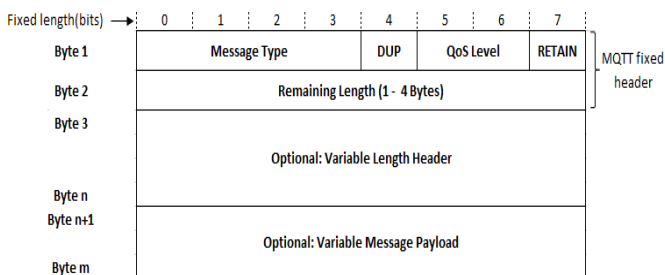 Fixed length(bits) 0 1 2 3 4 5 6 7
Byte 1 Message Type DUP QoS Level RETAIN
MQTT fixed
header
Byte 2 Remaining Length (1 - 4 Bytes)
Byte 3
Optional: Variable Length Header
Byte n
Byte n+1
Optional: Variable Message Payload
Byte m